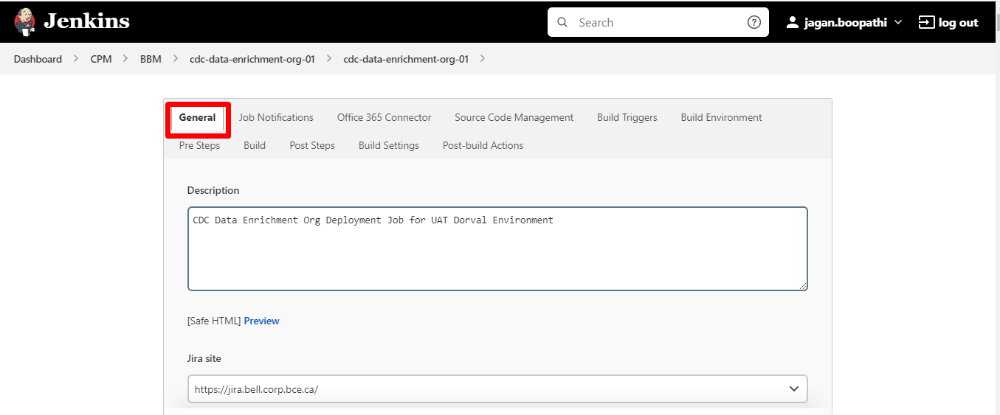 Jenkins
Search
jagan.boopathi
log out
Dashboard > CPM > BBM > cdc-data-enrichment-org-01 > cdc-data-enrichment-org-01 >
General Job Notifications Office 365 Connector Source Code Management Build Triggers Build Environment
Pre Steps Build Post Steps Build Settings Post-build Actions
Description
CDC Data Enrichment Org Deployment Job for UAT Dorval Environment
[Safe HTML] Preview
Jira site
https://jira.bell.corp.bce.ca/